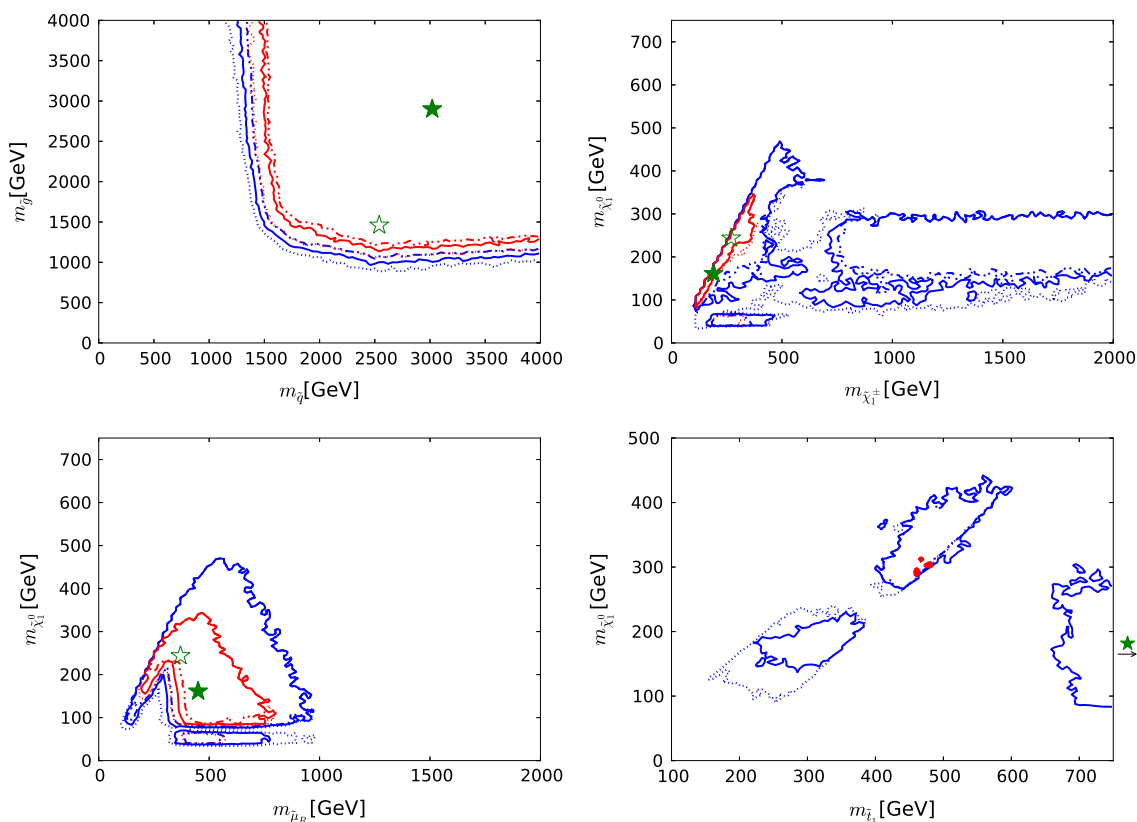 4000
3500
3000
2500
2000
1500
1000
500
0
m_g̃ [GeV]
0 500 1000 1500 2000 2500 3000 3500 4000
m_q̃ [GeV]
700
600
500
400
300
200
100
0
m_χ̃₁⁰ [GeV]
0 500 1000 1500 2000
m_χ̃₁± [GeV]
700
600
500
400
300
200
100
0
m_χ̃₁⁰ [GeV]
0 500 1000 1500 2000
m_μ̃_R [GeV]
500
400
300
200
100
0
m_χ̃₁⁰ [GeV]
100 200 300 400 500 600 700
m_t̃₁ [GeV]